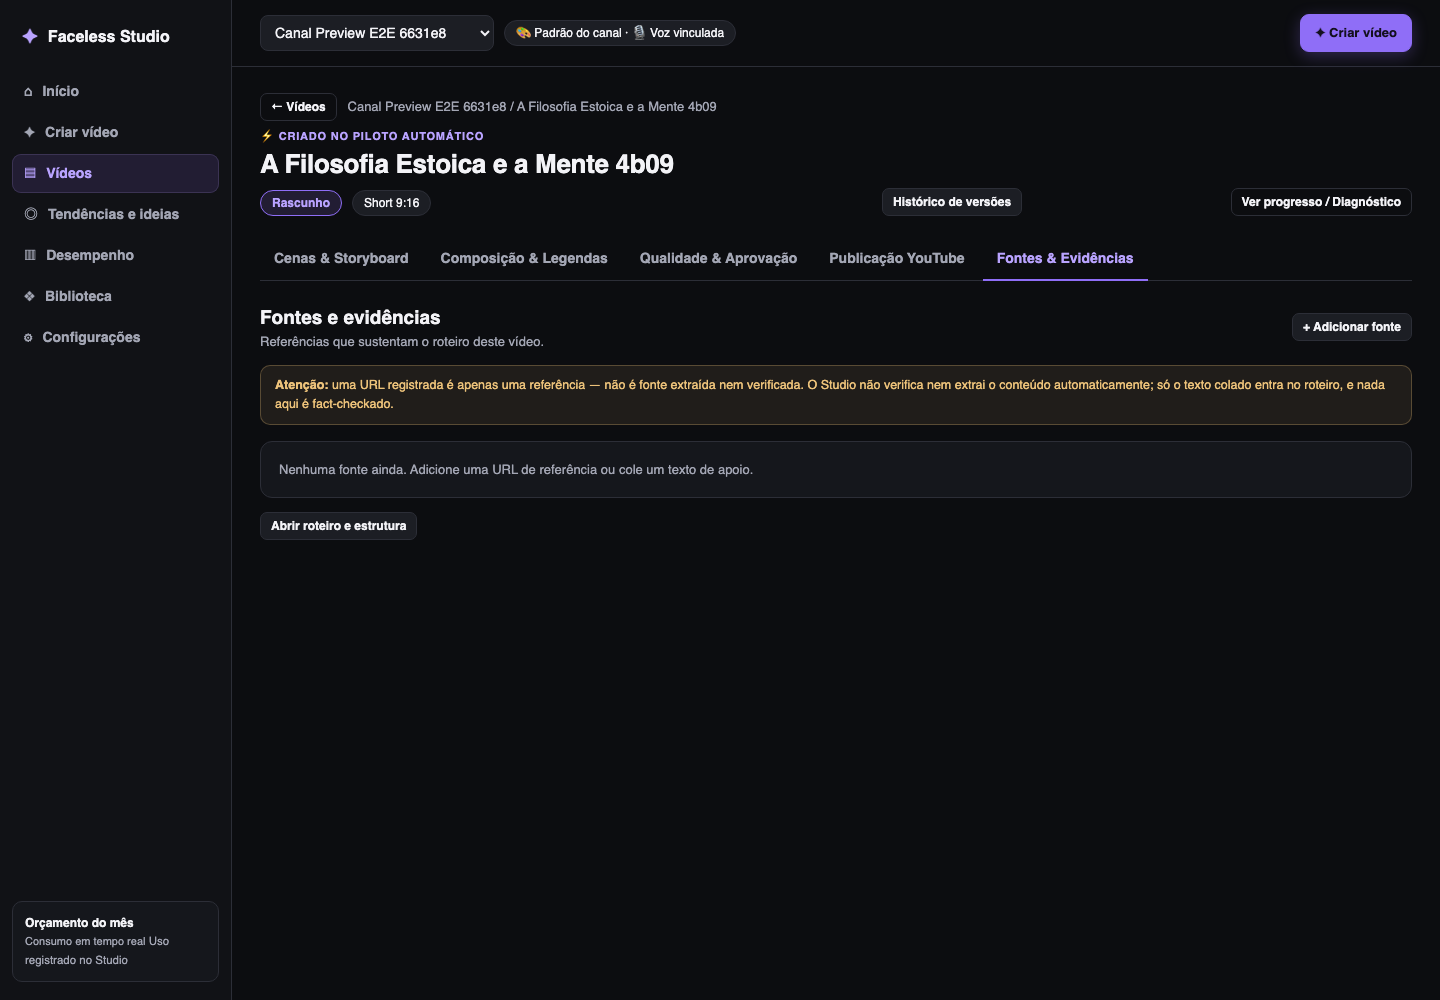 Faceless Studio
Início
Criar vídeo
Vídeos
Tendências e ideias
Desempenho
Biblioteca
Configurações
Orçamento do mês
Consumo em tempo real Uso
registrado no Studio
Canal Preview E2E 6631e8
🎨 Padrão do canal · 🎙️ Voz vinculada
✦ Criar vídeo
← Vídeos
Canal Preview E2E 6631e8 / A Filosofia Estoica e a Mente 4b09
⚡ CRIADO NO PILOTO AUTOMÁTICO
A Filosofia Estoica e a Mente 4b09
Rascunho
Short 9:16
Histórico de versões
Ver progresso / Diagnóstico
Cenas & Storyboard
Composição & Legendas
Qualidade & Aprovação
Publicação YouTube
Fontes & Evidências
Fontes e evidências
Referências que sustentam o roteiro deste vídeo.
+ Adicionar fonte
Atenção: uma URL registrada é apenas uma referência — não é fonte extraída nem verificada. O Studio não verifica nem extrai o conteúdo automaticamente; só o texto colado entra no roteiro, e nada
aqui é fact-checkado.
Nenhuma fonte ainda. Adicione uma URL de referência ou cole um texto de apoio.
Abrir roteiro e estrutura